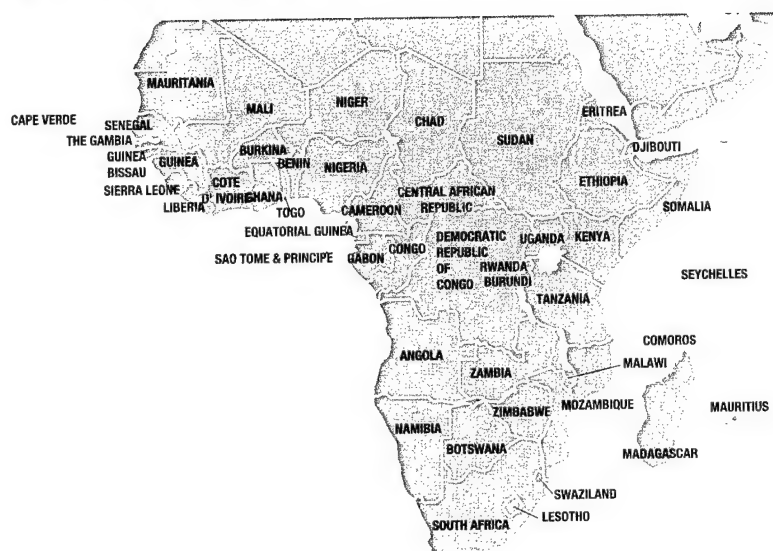 MAURITANIA
MALI
NIGER
CHAD
SUDAN
ERITREA
CAPE VERDE
SENEGAL
THE GAMBIA
GUINEA
BISSAU
GUINEA
SIERRA LEONE
LIBERIA
COTE
D' IVOIRE
BURKINA
GHANA
BENIN
TOGO
NIGERIA
DJIBOUTI
ETHIOPIA
SOMALIA
CENTRAL AFRICAN
REPUBLIC
CAMEROON
EQUATORIAL GUINEA
SAO TOME & PRINCIPE
GABON
CONGO
DEMOCRATIC
REPUBLIC
OF
CONGO
UGANDA
KENYA
RWANDA
BURUNDI
TANZANIA
SEYCHELLES
COMOROS
ANGOLA
ZAMBIA
MALAWI
MOZAMBIQUE
ZIMBABWE
MAURITIUS
NAMIBIA
BOTSWANA
MADAGASCAR
SWAZILAND
LESOTHO
SOUTH AFRICA